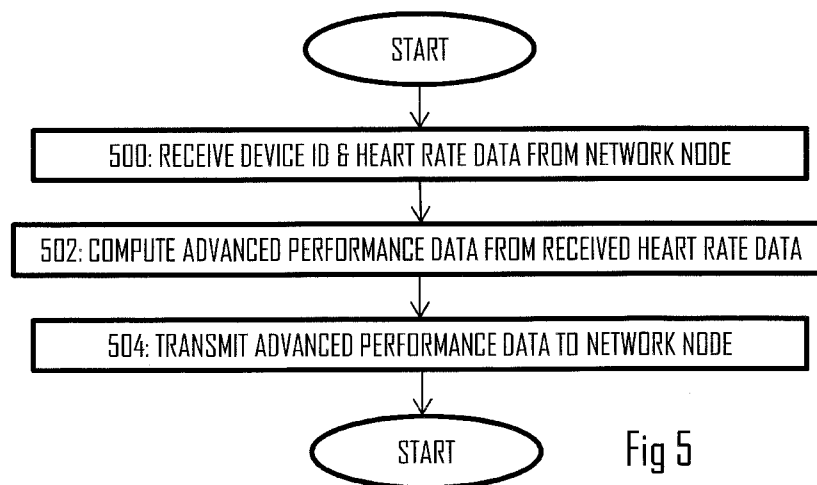 START
500: RECEIVE DEVICE ID & HEART RATE DATA FROM NETWORK NODE
502: COMPUTE ADVANCED PERFORMANCE DATA FROM RECEIVED HEART RATE DATA
504: TRANSMIT ADVANCED PERFORMANCE DATA TO NETWORK NODE
START
Fig 5